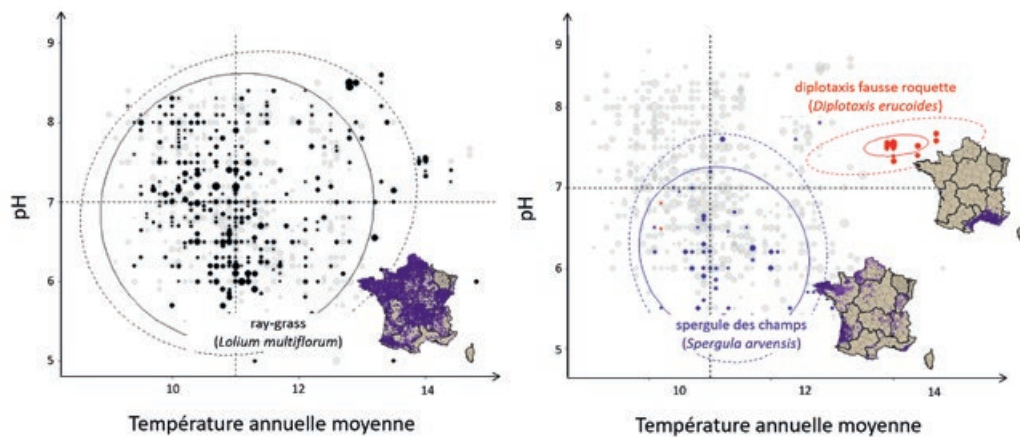 9
8
7
6
5
pH
10
12
14
Température annuelle moyenne
ray-grass
(Lolium multiflorum)
9
8
7
6
5
pH
10
12
14
Température annuelle moyenne
diplotaxis fausse roquette
(Diplotaxis erucoides)
spergule des champs
(Spergula arvensis)